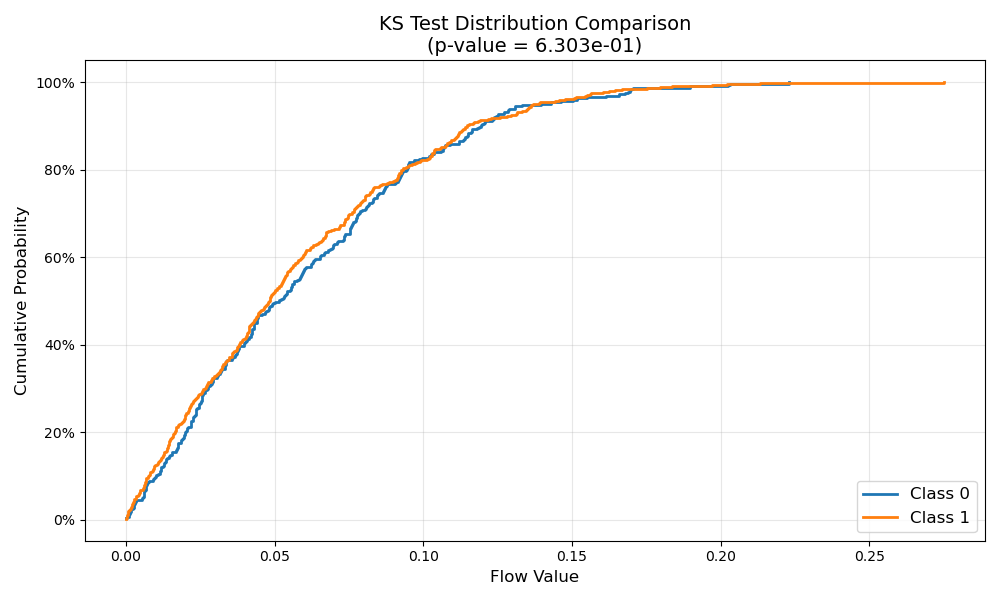 KS Test Distribution Comparison
(p-value = 6.303e-01)
Cumulative Probability
100%
80%
60%
40%
20%
0%
0.00 0.05 0.10 0.15 0.20 0.25
Flow Value
Class 0
Class 1